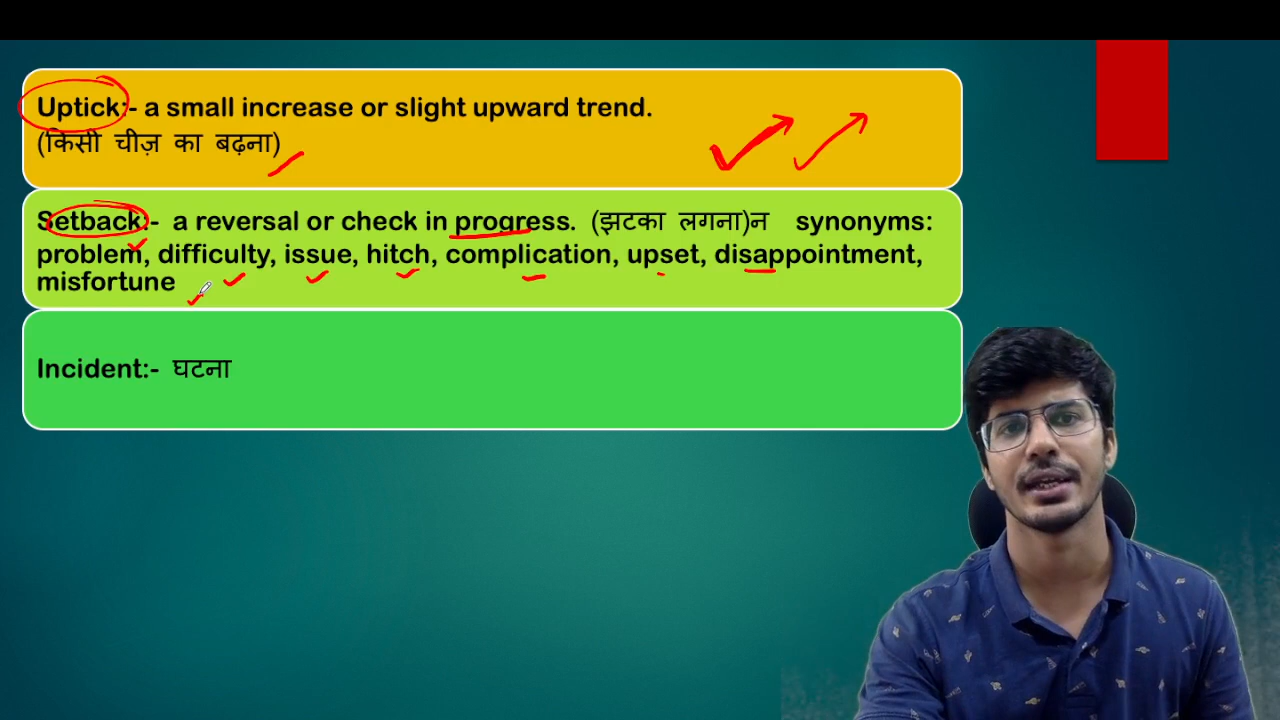 Uptick:- a small increase or slight upward trend.
(किसी चीज़ का बढ़ना)
Setback:- a reversal or check in progress. (झटका लगना)न synonyms:
problem, difficulty, issue, hitch, complication, upset, disappointment,
misfortune
Incident:- घटना